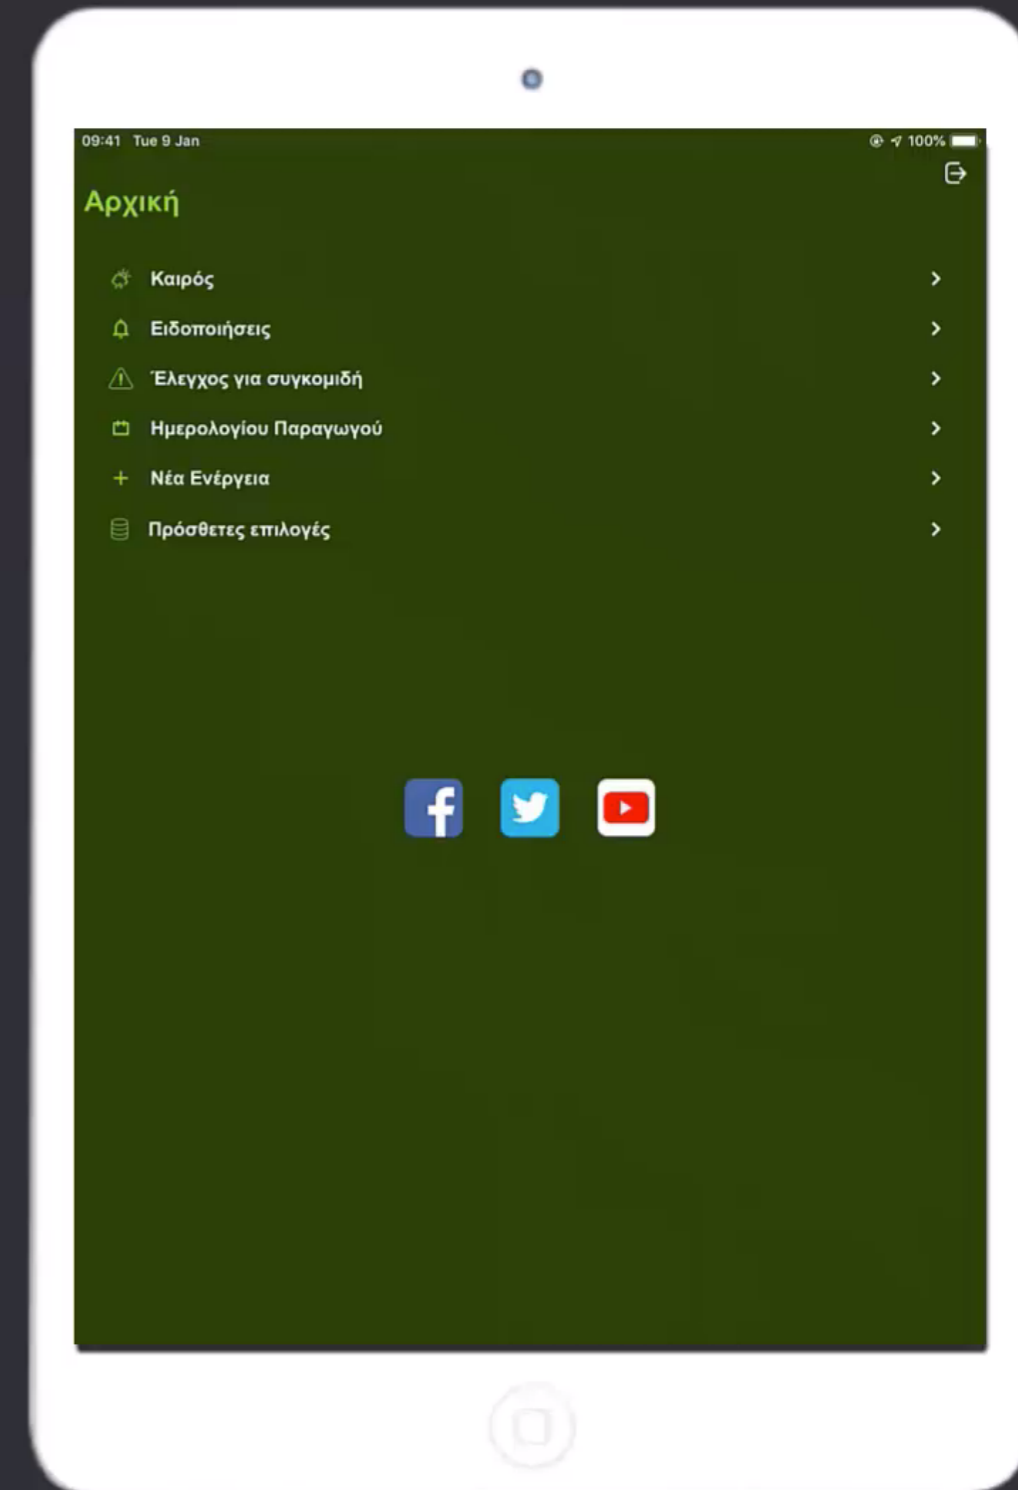 09:41 Tue 9 Jan 100%
Αρχική
Καιρός
Ειδοποιήσεις
Έλεγχος για συγκομιδή
Ημερολογίου Παραγωγού
Νέα Ενέργεια
Πρόσθετες επιλογές